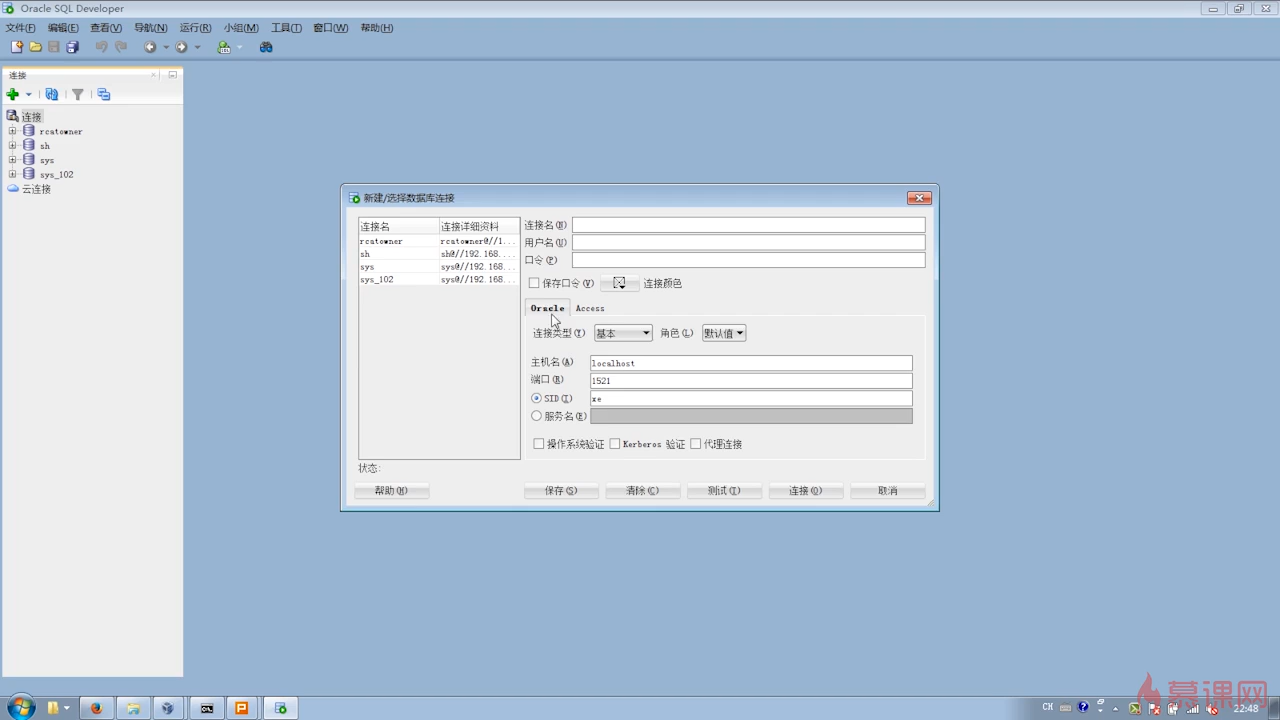 Oracle SQL Developer
文件(F) 编辑(E) 查看(V) 导航(N) 运行(R) 小组(M) 工具(T) 窗口(W) 帮助(H)
连接
连接
rcatowner
sh
sys
sys_102
云连接
新建/选择数据库连接
连接名 连接详细资料
rcatowner rcatowner@//1...
sh sh@//192.168....
sys sys@//192.168...
sys_102 sys@//192.168...
连接名(N)
用户名(U)
口令(P)
保存口令(V) 连接颜色
Oracle Access
连接类型(Y) 基本 角色(L) 默认值
主机名(A) localhost
端口(R) 1521
SID(I) xe
服务名(E)
操作系统验证 Kerberos 验证 代理连接
状态:
帮助(H) 保存(S) 清除(C) 测试(T) 连接(O) 取消
慕课网
CH 22:48